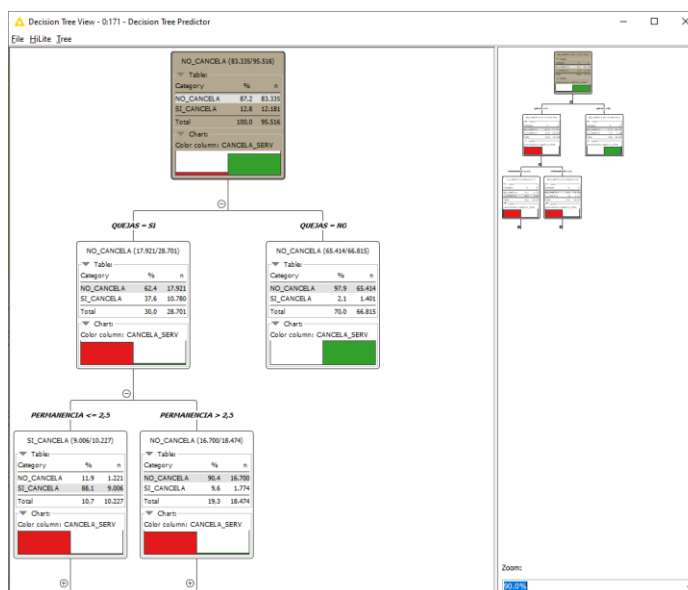 Decision Tree View - 0:171 - Decision Tree Predictor
File HiLite Tree
NO_CANCELA (83.335/95.516)
Table:
Category % n
NO_CANCELA 87,2 83.335
SI_CANCELA 12,8 12.181
Total 100,0 95.516
Chart:
Color column: CANCELA_SERV
QUEJAS = SI
QUEJAS = NO
NO_CANCELA (17.921/28.701)
Table:
Category % n
NO_CANCELA 62,4 17.921
SI_CANCELA 37,6 10.780
Total 30,0 28.701
Chart:
Color column: CANCELA_SERV
NO_CANCELA (65.414/66.815)
Table:
Category % n
NO_CANCELA 97,9 65.414
SI_CANCELA 2,1 1.401
Total 70,0 66.815
Chart:
Color column: CANCELA_SERV
PERMANENCIA <= 2,5
PERMANENCIA > 2,5
SI_CANCELA (9.006/10.227)
Table:
Category % n
NO_CANCELA 11,9 1.221
SI_CANCELA 88,1 9.006
Total 10,7 10.227
Chart:
Color column: CANCELA_SERV
NO_CANCELA (16.700/18.474)
Table:
Category % n
NO_CANCELA 90,4 16.700
SI_CANCELA 9,6 1.774
Total 19,3 18.474
Chart:
Color column: CANCELA_SERV
Zoom:
90.0%